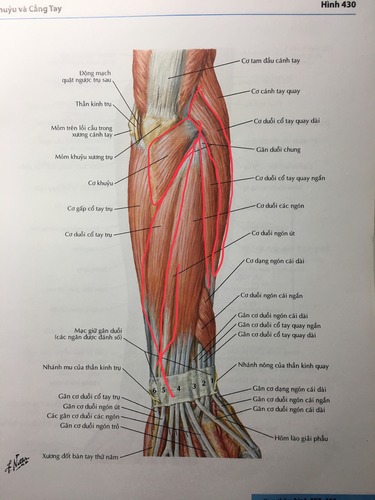 huỷu và Cẳng Tay
Hình 430
Động mạch
quặt ngược trụ sau
Thần kinh trụ
Mỏm trên lồi cầu trong
xương cánh tay
Mỏm khuỷu xương trụ
Cơ khuỷu
Cơ gấp cổ tay trụ
Cơ duỗi cổ tay trụ
Mạc giữ gân duỗi
(các ngăn được đánh số)
Nhánh mu của thần kinh trụ
Gân cơ duỗi cổ tay trụ
Gân cơ duỗi ngón út
Các gân cơ duỗi các ngón
Gân cơ duỗi ngón trỏ
Xương đốt bàn tay thứ năm
Cơ tam đầu cánh tay
Cơ cánh tay quay
Cơ duỗi cổ tay quay dài
Gân duỗi chung
Cơ duỗi cổ tay quay ngắn
Cơ duỗi các ngón
Cơ duỗi ngón út
Cơ dạng ngón cái dài
Cơ duỗi ngón cái ngắn
Gân cơ duỗi ngón cái dài
Gân cơ duỗi cổ tay quay ngắn
Gân cơ duỗi cổ tay quay dài
Nhánh nông của thần kinh quay
6 5 4 3 2 1
Gân cơ dạng ngón cái dài
Gân cơ duỗi ngón cái ngắn
Gân cơ duỗi ngón cái dài
Hõm lào giải phẫu